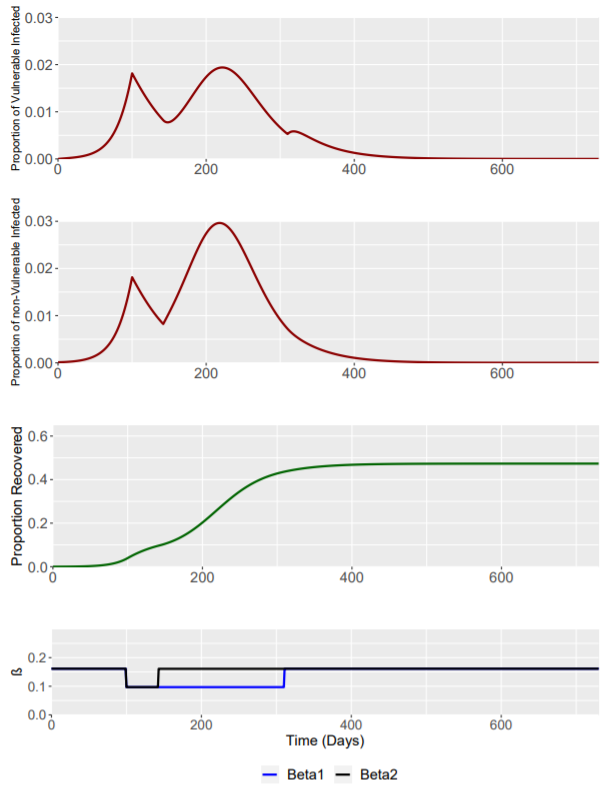 Proportion of Vulnerable Infected
0.03
0.02
0.01
0.00
0 200 400 600
Proportion of non-Vulnerable Infected
0.03
0.02
0.01
0.00
0 200 400 600
Proportion Recovered
0.6
0.4
0.2
0.0
0 200 400 600
ß
0.2
0.1
0.0
0 200 400 600
Time (Days)
Beta1 Beta2